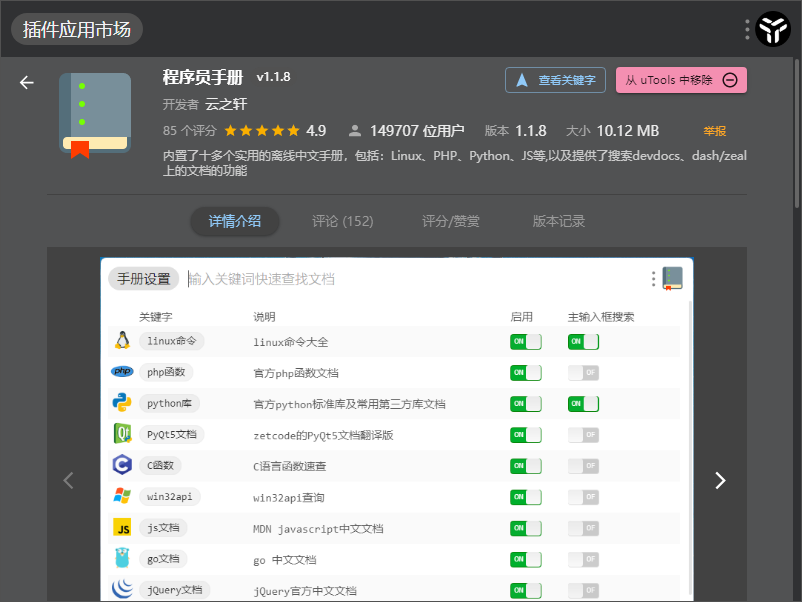 插件应用市场
程序员手册 v1.1.8
查看关键字
从 uTools 中移除
开发者 云之轩
85 个评分 4.9 149707 位用户 版本 1.1.8 大小 10.12 MB 举报
内置了十多个实用的离线中文手册，包括：Linux、PHP、Python、JS等,以及提供了搜索devdocs、dash/zeal
上的文档的功能
详情介绍 评论 (152) 评分/赞赏 版本记录
手册设置 输入关键词快速查找文档
关键字 说明 启用 主输入框搜索
linux命令 linux命令大全 ON ON
php php函数 官方php函数文档 ON OF
python库 官方python标准库及常用第三方库文档 ON ON
Qt PyQt5文档 zetcode的PyQt5文档翻译版 ON OF
C C函数 C语言函数速查 ON OF
win32api win32api查询 ON OF
JS js文档 MDN javascript中文文档 ON OF
go文档 go 中文文档 ON OF
jQuery文档 jQuery官方中文文档 ON OF